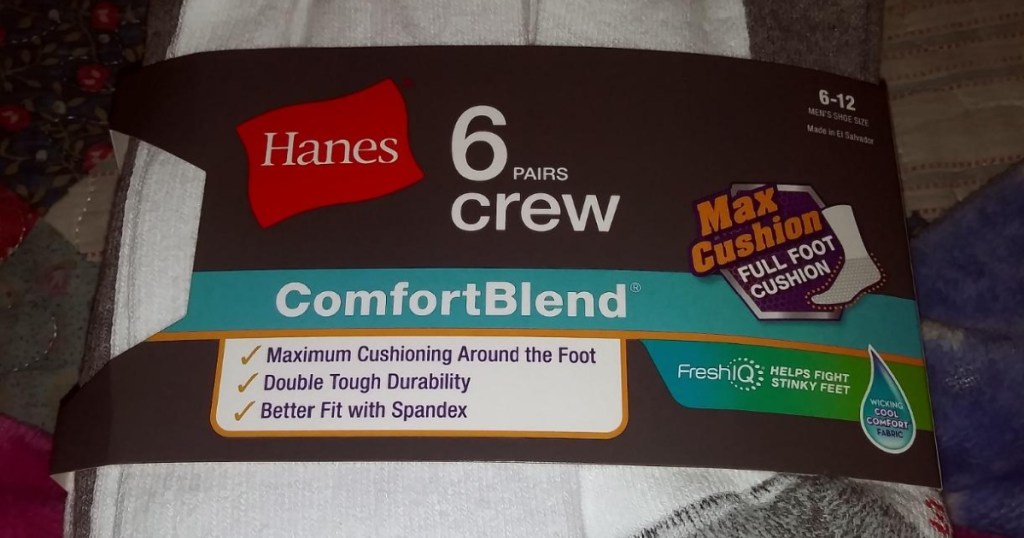 Hanes
6
PAIRS
crew
6-12
MEN'S SHOE SIZE
Made in El Salvador
Max
Cushion
FULL FOOT
CUSHION
ComfortBlend®
✓ Maximum Cushioning Around the Foot
✓ Double Tough Durability
✓ Better Fit with Spandex
FreshIQ
HELPS FIGHT
STINKY FEET
WICKING
COOL
COMFORT
FABRIC